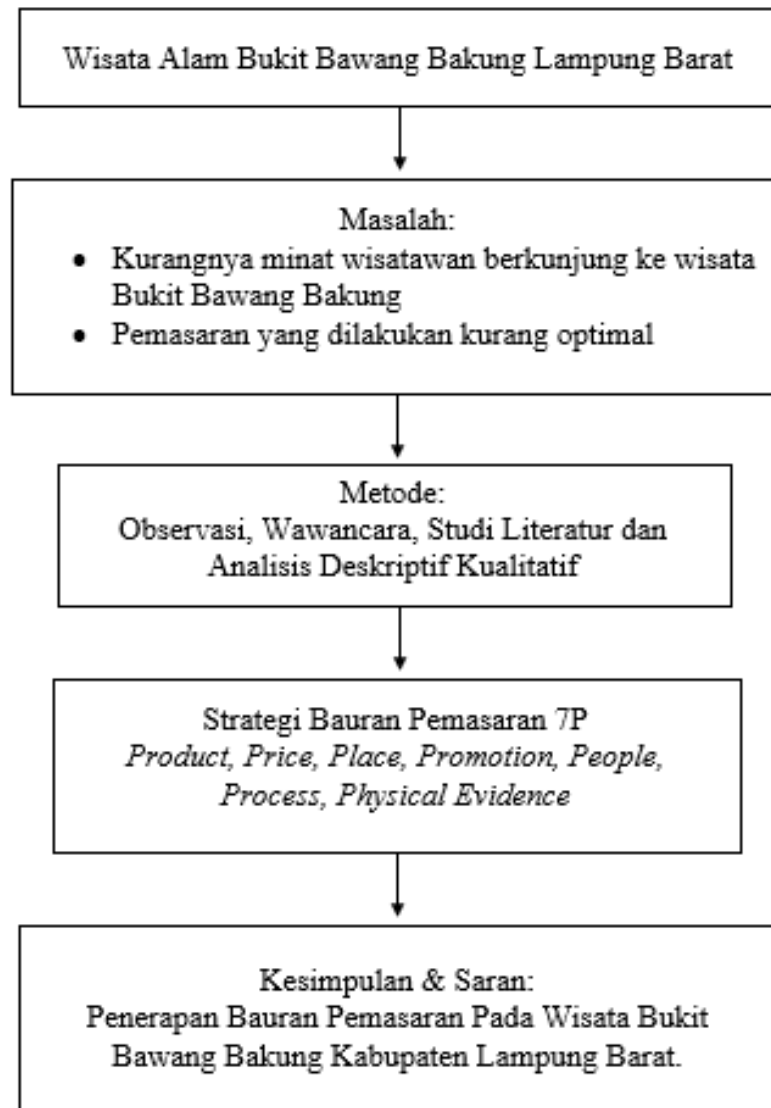 Wisata Alam Bukit Bawang Bakung Lampung Barat
Masalah:
• Kurangnya minat wisatawan berkunjung ke wisata
Bukit Bawang Bakung
• Pemasaran yang dilakukan kurang optimal
Metode:
Observasi, Wawancara, Studi Literatur dan
Analisis Deskriptif Kualitatif
Strategi Bauran Pemasaran 7P
Product, Price, Place, Promotion, People,
Process, Physical Evidence
Kesimpulan & Saran:
Penerapan Bauran Pemasaran Pada Wisata Bukit
Bawang Bakung Kabupaten Lampung Barat.